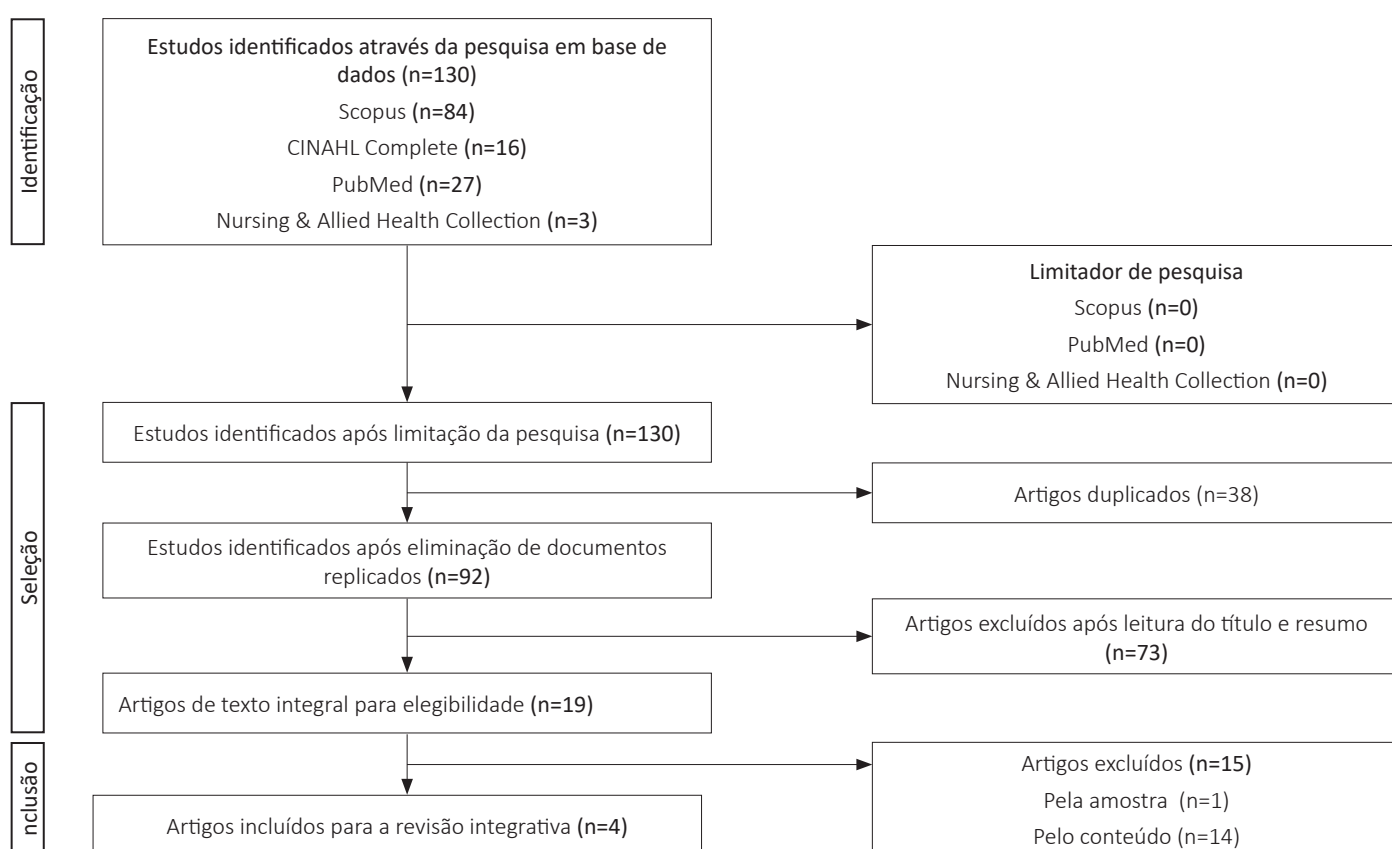 Identificação
Estudos identificados através da pesquisa em base de
dados (n=130)
Scopus (n=84)
CINAHL Complete (n=16)
PubMed (n=27)
Nursing & Allied Health Collection (n=3)
Limitador de pesquisa
Scopus (n=0)
PubMed (n=0)
Nursing & Allied Health Collection (n=0)
Seleção
Estudos identificados após limitação da pesquisa (n=130)
Artigos duplicados (n=38)
Estudos identificados após eliminação de documentos
replicados (n=92)
Artigos excluídos após leitura do título e resumo
(n=73)
Artigos de texto integral para elegibilidade (n=19)
nclusão
Artigos excluídos (n=15)
Pela amostra (n=1)
Pelo conteúdo (n=14)
Artigos incluídos para a revisão integrativa (n=4)